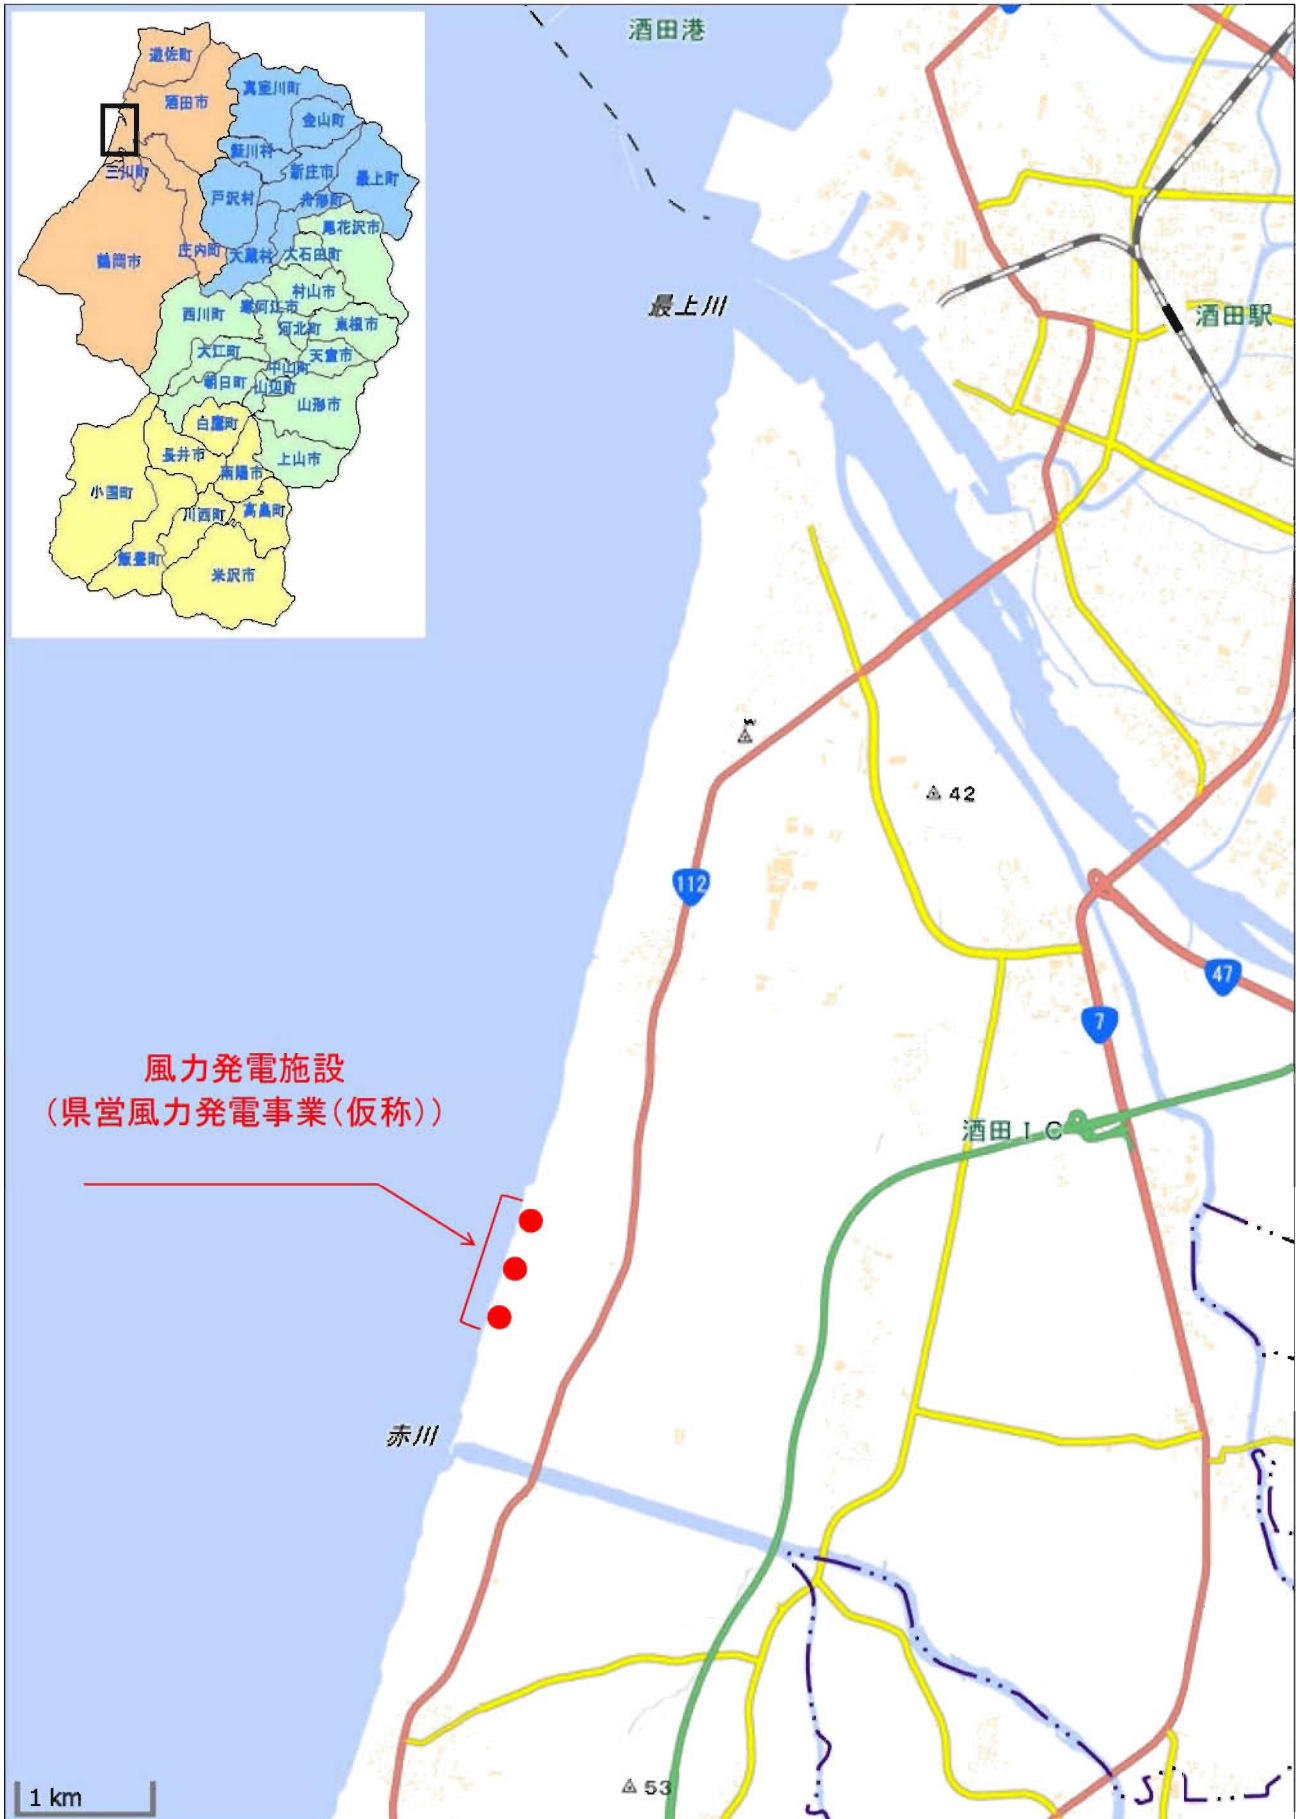 酒田港
遊佐町
真室川町
酒田市
金山町
鮭川村
新庄市
最上町
三川町
戸沢村
舟形町
尾花沢市
鶴岡市
庄内町
大蔵村
大石田町
村山市
西川町
寒河江市
河北町
東根市
大江町
天童市
中山町
朝日町
山辺町
山形市
白鷹町
長井市
南陽市
上山市
小国町
川西町
高畠町
飯豊町
米沢市
最上川
酒田駅
42
112
47
7
風力発電施設
(県営風力発電事業(仮称))
酒田IC
赤川
53
1 km